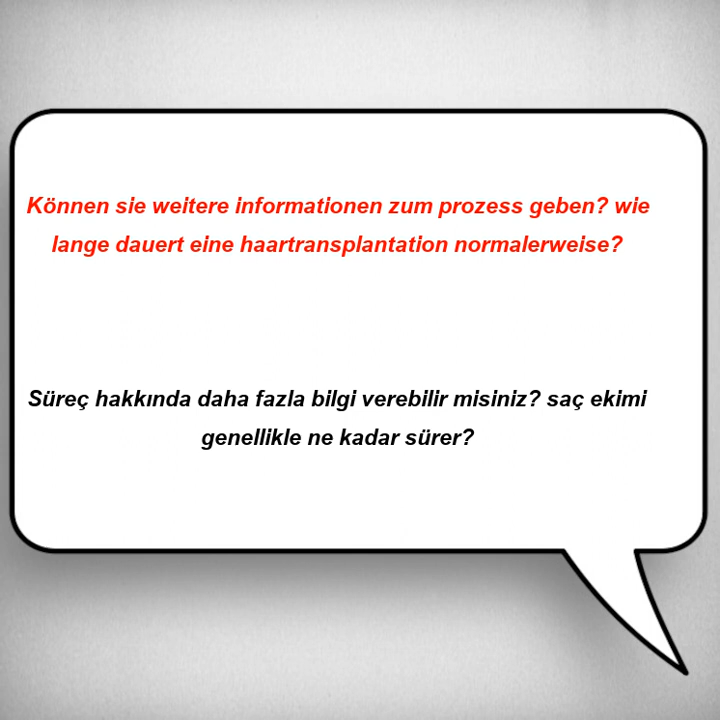 Können sie weitere informationen zum prozess geben? wie
lange dauert eine haartransplantation normalerweise?
Süreç hakkında daha fazla bilgi verebilir misiniz? saç ekimi
genellikle ne kadar sürer?